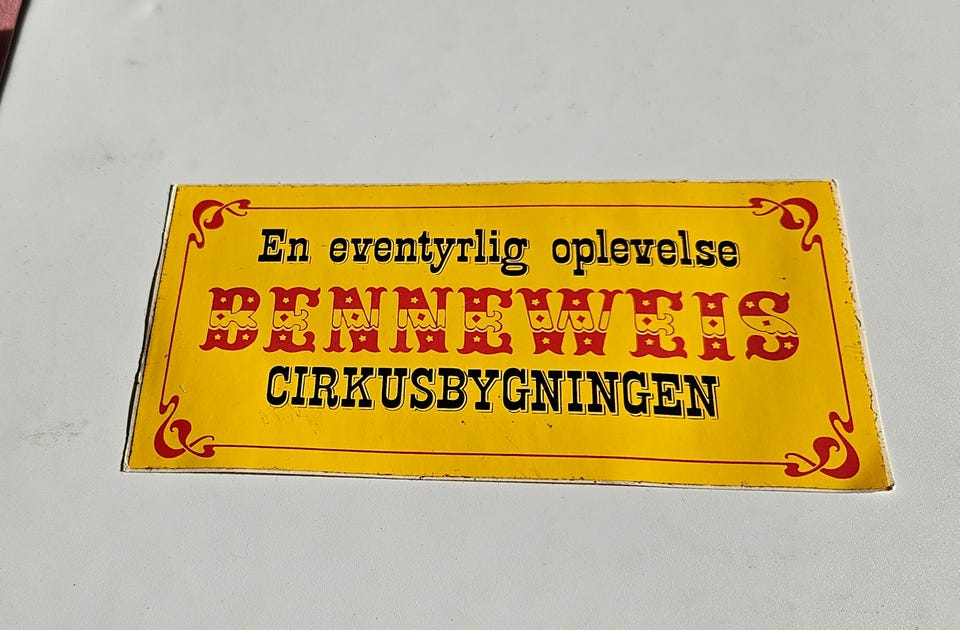 En eventyrlig oplevelse
BENNEWEIS
CIRKUSBYGNINGEN